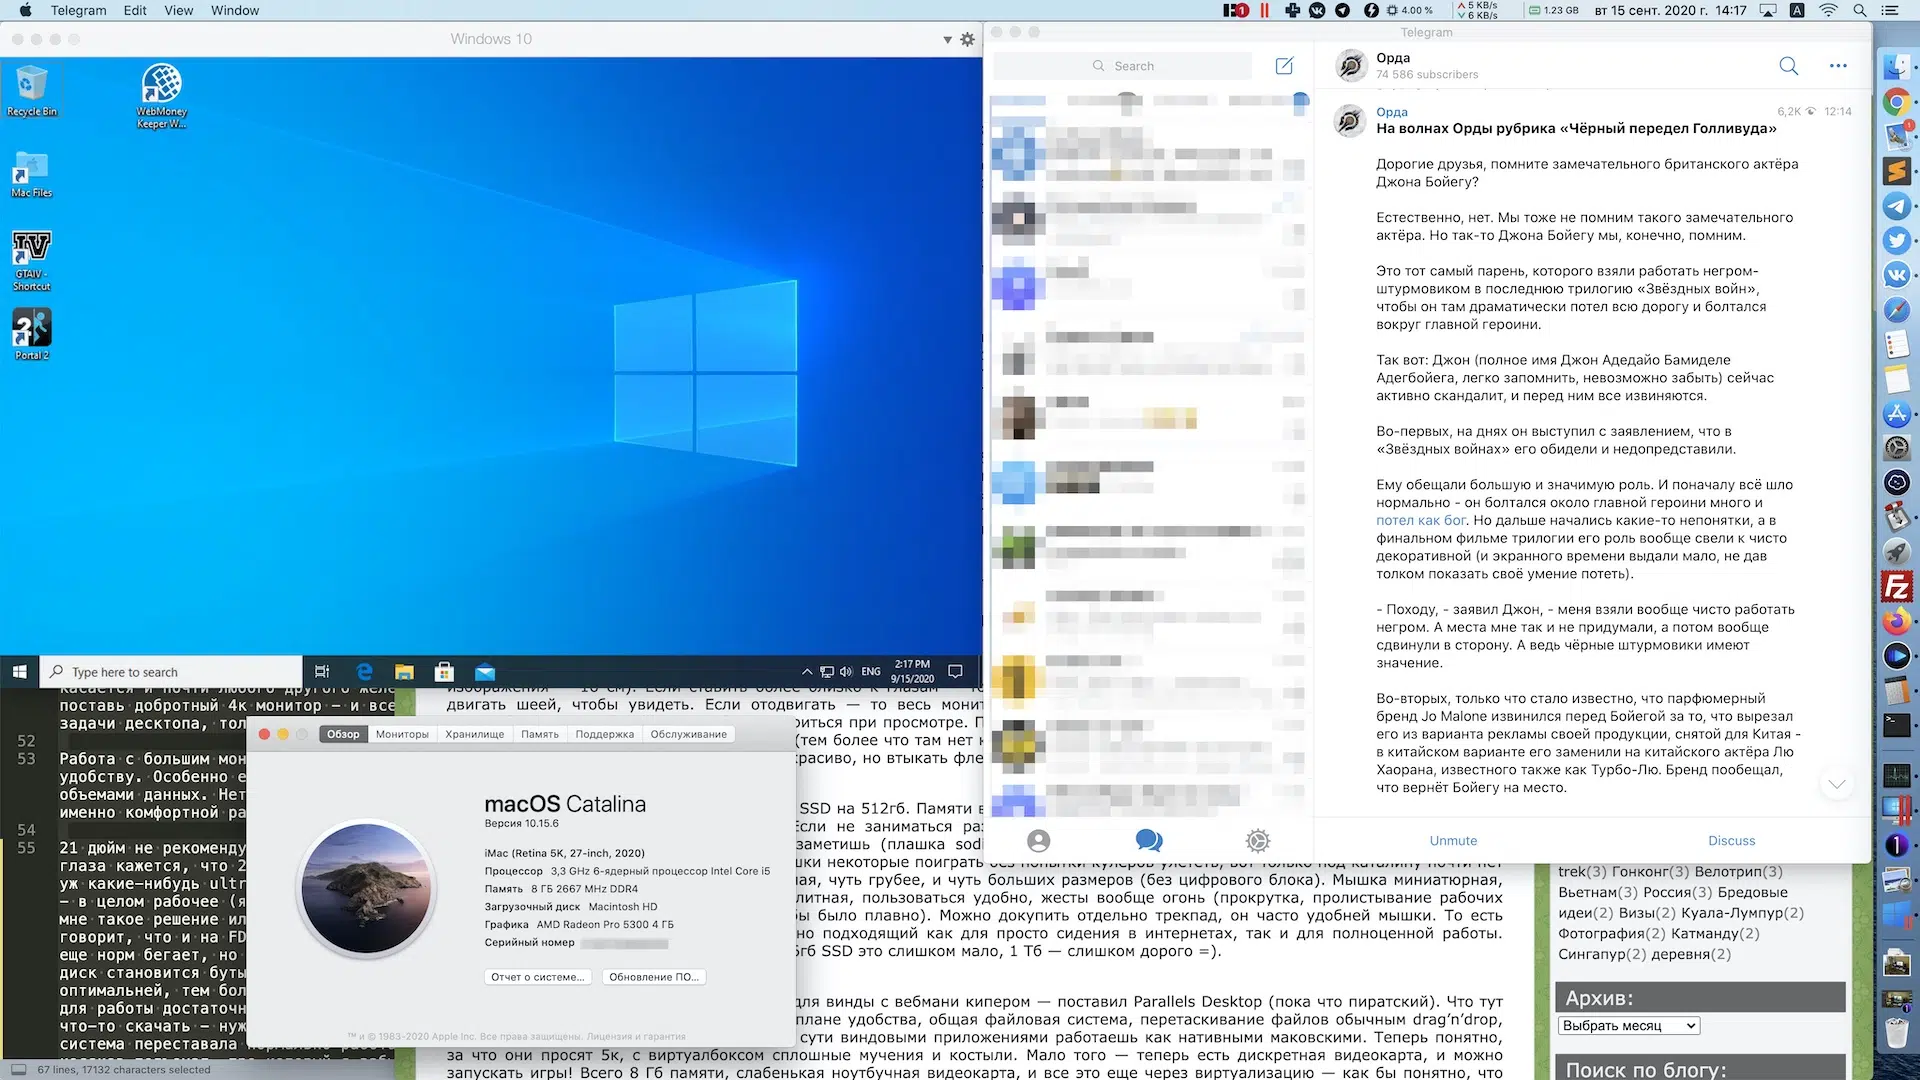 Telegram Edit View Window
1 4.00 % 5 KB/s 6 KB/s 1.23 GB вт 15 сент. 2020 г. 14:17 A
Windows 10
Recycle Bin
WebMoney
Keeper W...
Mac Files
GTAIV -
Shortcut
Portal 2
Type here to search
ENG
2:17 PM
9/15/2020
Telegram
Search
Орда
74 586 subscribers
Орда
6,2K 12:14
На волнах Орды рубрика «Чёрный передел Голливуда»
Дорогие друзья, помните замечательного британского актёра
Джона Бойегу?
Естественно, нет. Мы тоже не помним такого замечательного
актёра. Но так-то Джона Бойегу мы, конечно, помним.
Это тот самый парень, которого взяли работать негром-
штурмовиком в последнюю трилогию «Звёздных войн»,
чтобы он там драматически потел всю дорогу и болтался
вокруг главной героини.
Так вот: Джон (полное имя Джон Адедайо Бамиделе
Адегбойега, легко запомнить, невозможно забыть) сейчас
активно скандалит, и перед ним все извиняются.
Во-первых, на днях он выступил с заявлением, что в
«Звёздных войнах» его обидели и недопредставили.
Ему обещали большую и значимую роль. И поначалу всё шло
нормально - он болтался около главной героини много и
потел как бог. Но дальше начались какие-то непонятки, а в
финальном фильме трилогии его роль вообще свели к чисто
декоративной (и экранного времени выдали мало, не дав
толком показать своё умение потеть).
- Походу, - заявил Джон, - меня взяли вообще чисто работать
негром. А места мне так и не придумали, а потом вообще
сдвинули в сторону. А ведь чёрные штурмовики имеют
значение.
Во-вторых, только что стало известно, что парфюмерный
бренд Jo Malone извинился перед Бойегой за то, что вырезал
его из варианта рекламы своей продукции, снятой для Китая -
в китайском варианте его заменили на китайского актёра Лю
Хаорана, известного также как Турбо-Лю. Бренд пообещал,
что вернёт Бойегу на место.
Unmute Discuss
касается и почти любого другого желе
поставь добротный 4к монитор - и все
задачи десктопа, тол
52
53 Работа с большим мон
удобству. Особенно е
объемами данных. Нет
именно комфортной ра
54
55 21 дюйм не рекоменду
глаза кажется, что 2
уж какие-нибудь ultr
- в целом рабочее (я
мне такое решение ил
говорит, что и на FD
еще норм бегает, но
диск становится буты
оптимальней, тем бол
для работы достаточн
что-то скачать - нуж
система переставала
67 lines, 17132 characters selected
Обзор Мониторы Хранилище Память Поддержка Обслуживание
macOS Catalina
Версия 10.15.6
iMac (Retina 5K, 27-inch, 2020)
Процессор 3,3 GHz 6-ядерный процессор Intel Core i5
Память 8 ГБ 2667 MHz DDR4
Загрузочный диск Macintosh HD
Графика AMD Radeon Pro 5300 4 ГБ
Серийный номер
Отчет о системе... Обновление ПО...
™ и © 1983-2020 Apple Inc. Все права защищены. Лицензия и гарантия
двигать шеей, чтобы увидеть. Если отодвигать — то весь мони
ориться при просмотре. П
(тем более что там нет к
красиво, но втыкать фле
SSD на 512гб. Памяти в
Если не заниматься ра
заметишь (плашка sod
шки некоторые поиграть
ная, чуть грубее, и чуть больших размеров (без цифрового блока). Мышка миниатюрная,
литная, пользоваться удобно, жесты вообще огонь (прокрутка, пролистывание рабочих
бы было плавно). Можно докупить отдельно трекпад, он часто удобней мышки. То есть
но подходящий как для просто сидения в интернетах, так и для полноценной работы.
6гб SSD это слишком мало, 1 Тб — слишком дорого =).
для винды с вебмани кипером — поставил Parallels Desktop (пока что пиратский). Что тут
плане удобства, общая файловая система, перетаскивание файлов обычным drag’n’drop,
сути виндовыми приложениями работаешь как нативными маковскими. Теперь понятно,
за что они просят 5к, с виртуалбоксом сплошные мучения и костыли. Мало того — теперь есть дискретная видеокарта, и можно
запускать игры! Всего 8 Гб памяти, слабенькая ноутбучная видеокарта, и все это еще через виртуализацию — как бы понятно, что
trek(3) Гонконг(3) Велотрип(3)
Вьетнам(3) Россия(3) Бредовые
идеи(2) Визы(2) Куала-Лумпур(2)
Фотография(2) Катманду(2)
Сингапур(2) деревня(2)
Архив:
Выбрать месяц
Поиск по блогу: